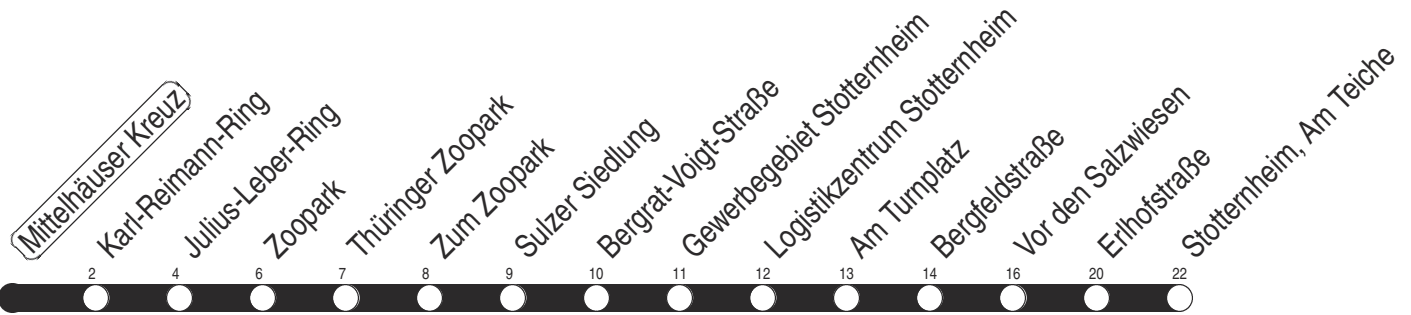 Mittelhäuser Kreuz
Karl-Reimann-Ring
Julius-Leber-Ring
Zoopark
Thüringer Zoopark
Zum Zoopark
Sulzer Siedlung
Bergrat-Voigt-Straße
Gewerbegebiet Stotternheim
Logistikzentrum Stotternheim
Am Turnplatz
Bergfeldstraße
Vor den Salzwiesen
Erlhofstraße
Stotternheim, Am Teiche
2 4 6 7 8 9 10 11 12 13 14 16 20 22